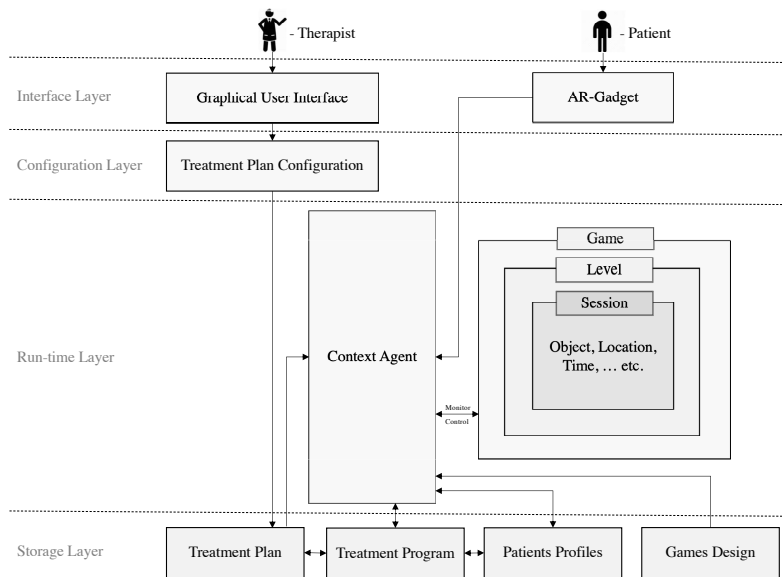 - Therapist
- Patient
Interface Layer
Graphical User Interface
AR-Gadget
Configuration Layer
Treatment Plan Configuration
Game
Level
Session
Object, Location,
Time, ... etc.
Run-time Layer
Context Agent
Monitor
Control
Storage Layer
Treatment Plan
Treatment Program
Patients Profiles
Games Design